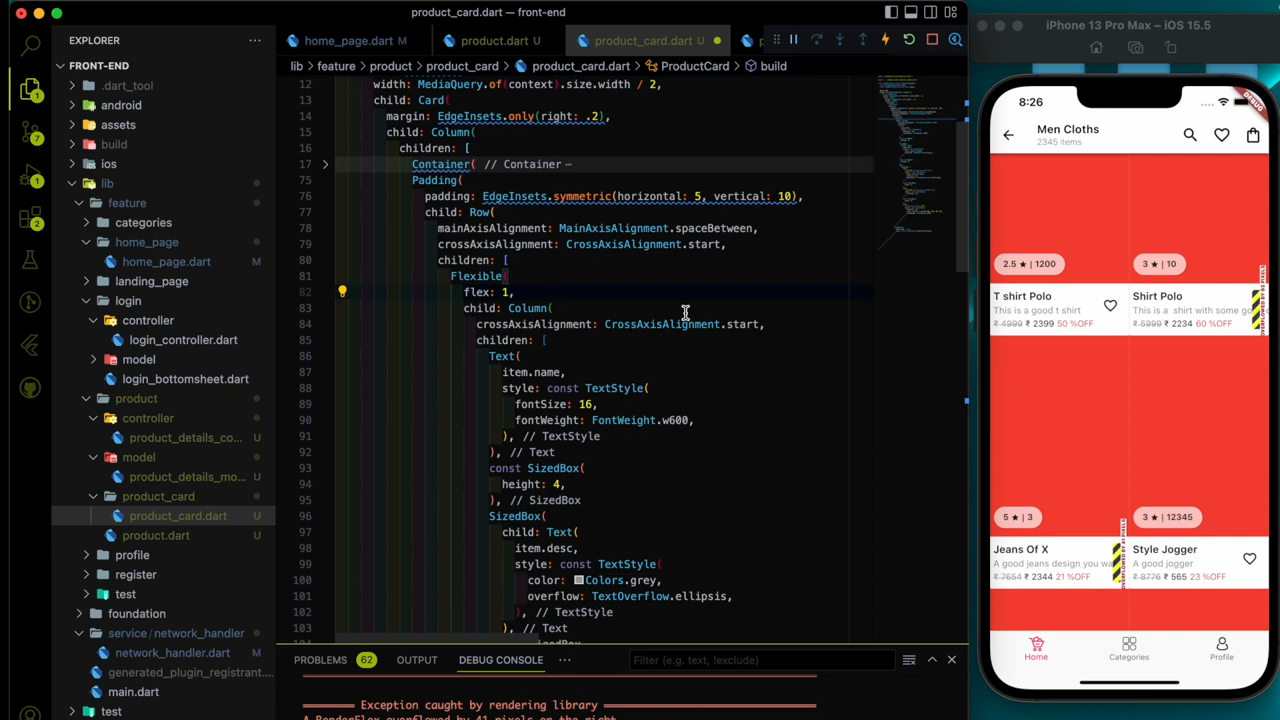 product_card.dart — front-end
EXPLORER
FRONT-END
.dart_tool
android
assets
build
ios
lib
feature
categories
home_page
home_page.dart M
landing_page
login
controller
login_controller.dart
model
login_bottomsheet.dart
product
controller
product_details_co... U
model
product_details_mo... U
product_card
product_card.dart U
product.dart U
profile
register
test
foundation
service/network_handler
network_handler.dart
generated_plugin_registrant....
main.dart
test
1
7
1
2
home_page.dart M
product.dart U
product_card.dart U
lib > feature > product > product_card > product_card.dart > ProductCard > build
12 width: MediaQuery.of(context).size.width / 2,
13 child: Card(
14 margin: EdgeInsets.only(right: .2),
15 child: Column(
16 children: [
17 Container( // Container ⋯
75 Padding(
76 padding: EdgeInsets.symmetric(horizontal: 5, vertical: 10),
77 child: Row(
78 mainAxisAlignment: MainAxisAlignment.spaceBetween,
79 crossAxisAlignment: CrossAxisAlignment.start,
80 children: [
81 Flexible(
82 flex: 1,
83 child: Column(
84 crossAxisAlignment: CrossAxisAlignment.start,
85 children: [
86 Text(
87 item.name,
88 style: const TextStyle(
89 fontSize: 16,
90 fontWeight: FontWeight.w600,
91 ), // TextStyle
92 ), // Text
93 const SizedBox(
94 height: 4,
95 ), // SizedBox
96 SizedBox(
97 child: Text(
98 item.desc,
99 style: const TextStyle(
100 color: Colors.grey,
101 overflow: TextOverflow.ellipsis,
102 ), // TextStyle
103 ), // Text
PROBLEMS 62 OUTPUT DEBUG CONSOLE ⋯
Filter (e.g. text, !exclude)
════════ Exception caught by rendering library ════════
A RenderFlex overflowed by 41 pixels on the right.
iPhone 13 Pro Max – iOS 15.5
8:26
DEBUG
Men Cloths
2345 items
2.5 ★ | 1200
3 ★ | 10
T shirt Polo
This is a good t shirt
₹ 4999 ₹ 2399 50 %OFF
Shirt Polo
This is a shirt with some go
₹ 5999 ₹ 2234 60 %OFF
5 ★ | 3
3 ★ | 12345
OVERFLOWED BY 41 PIXELS
Jeans Of X
A good jeans design you wa
₹ 7654 ₹ 2344 21 %OFF
Style Jogger
A good jogger
₹ 8776 ₹ 565 23 %OFF
Home
Categories
Profile